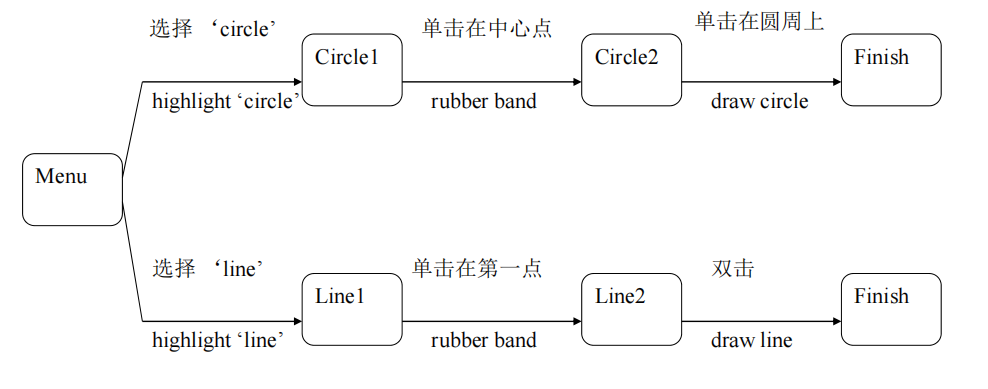 选择 ‘circle’
单击在中心点
单击在圆周上
Circle1
Circle2
Finish
highlight ‘circle’
rubber band
draw circle
Menu
选择 ‘line’
单击在第一点
双击
Line1
Line2
Finish
highlight ‘line’
rubber band
draw line